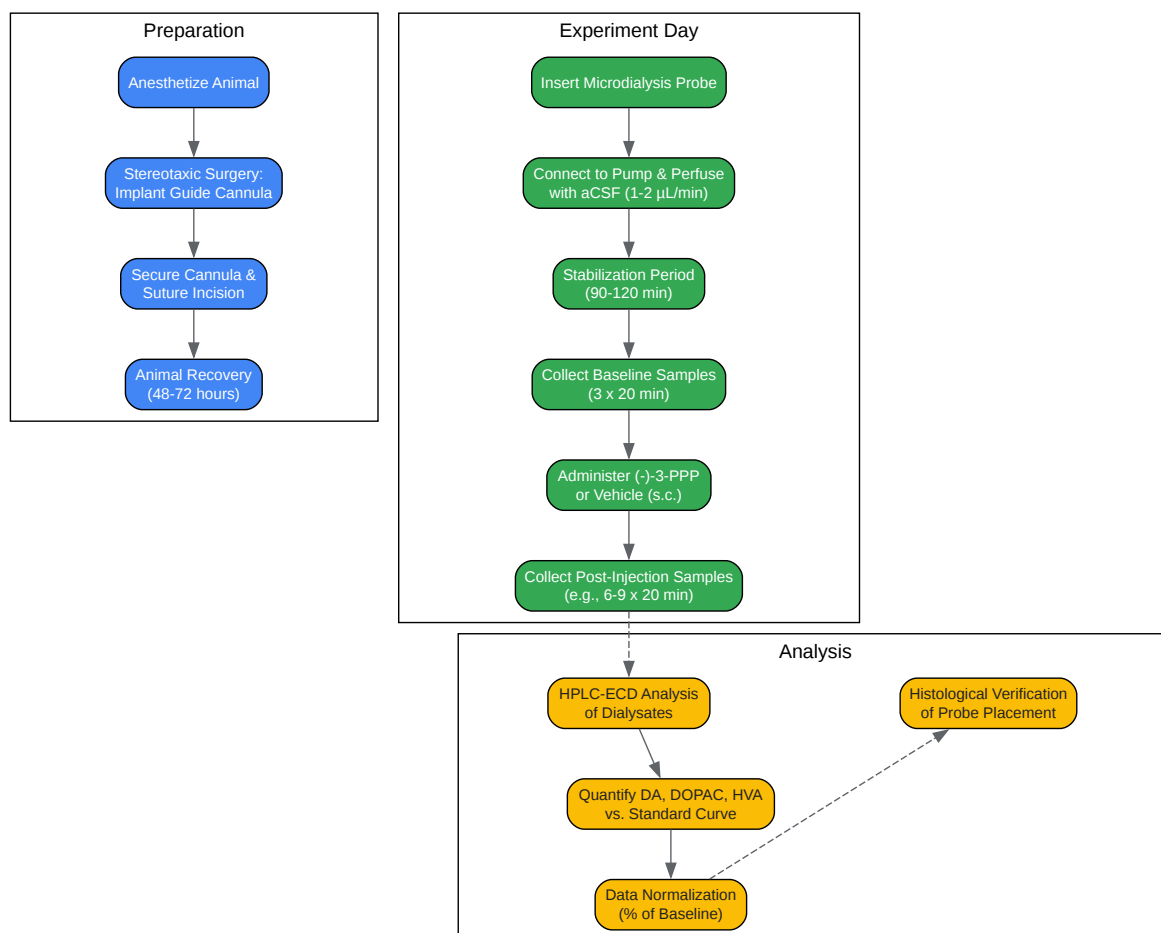 Preparation
Anesthetize Animal
Stereotaxic Surgery:
Implant Guide Cannula
Secure Cannula &
Suture Incision
Animal Recovery
(48-72 hours)
Experiment Day
Insert Microdialysis Probe
Connect to Pump & Perfuse
with aCSF (1-2 µL/min)
Stabilization Period
(90-120 min)
Collect Baseline Samples
(3 x 20 min)
Administer (-)-3-PPP
or Vehicle (s.c.)
Collect Post-Injection Samples
(e.g., 6-9 x 20 min)
Analysis
HPLC-ECD Analysis
of Dialysates
Quantify DA, DOPAC, HVA
vs. Standard Curve
Data Normalization
(% of Baseline)
Histological Verification
of Probe Placement